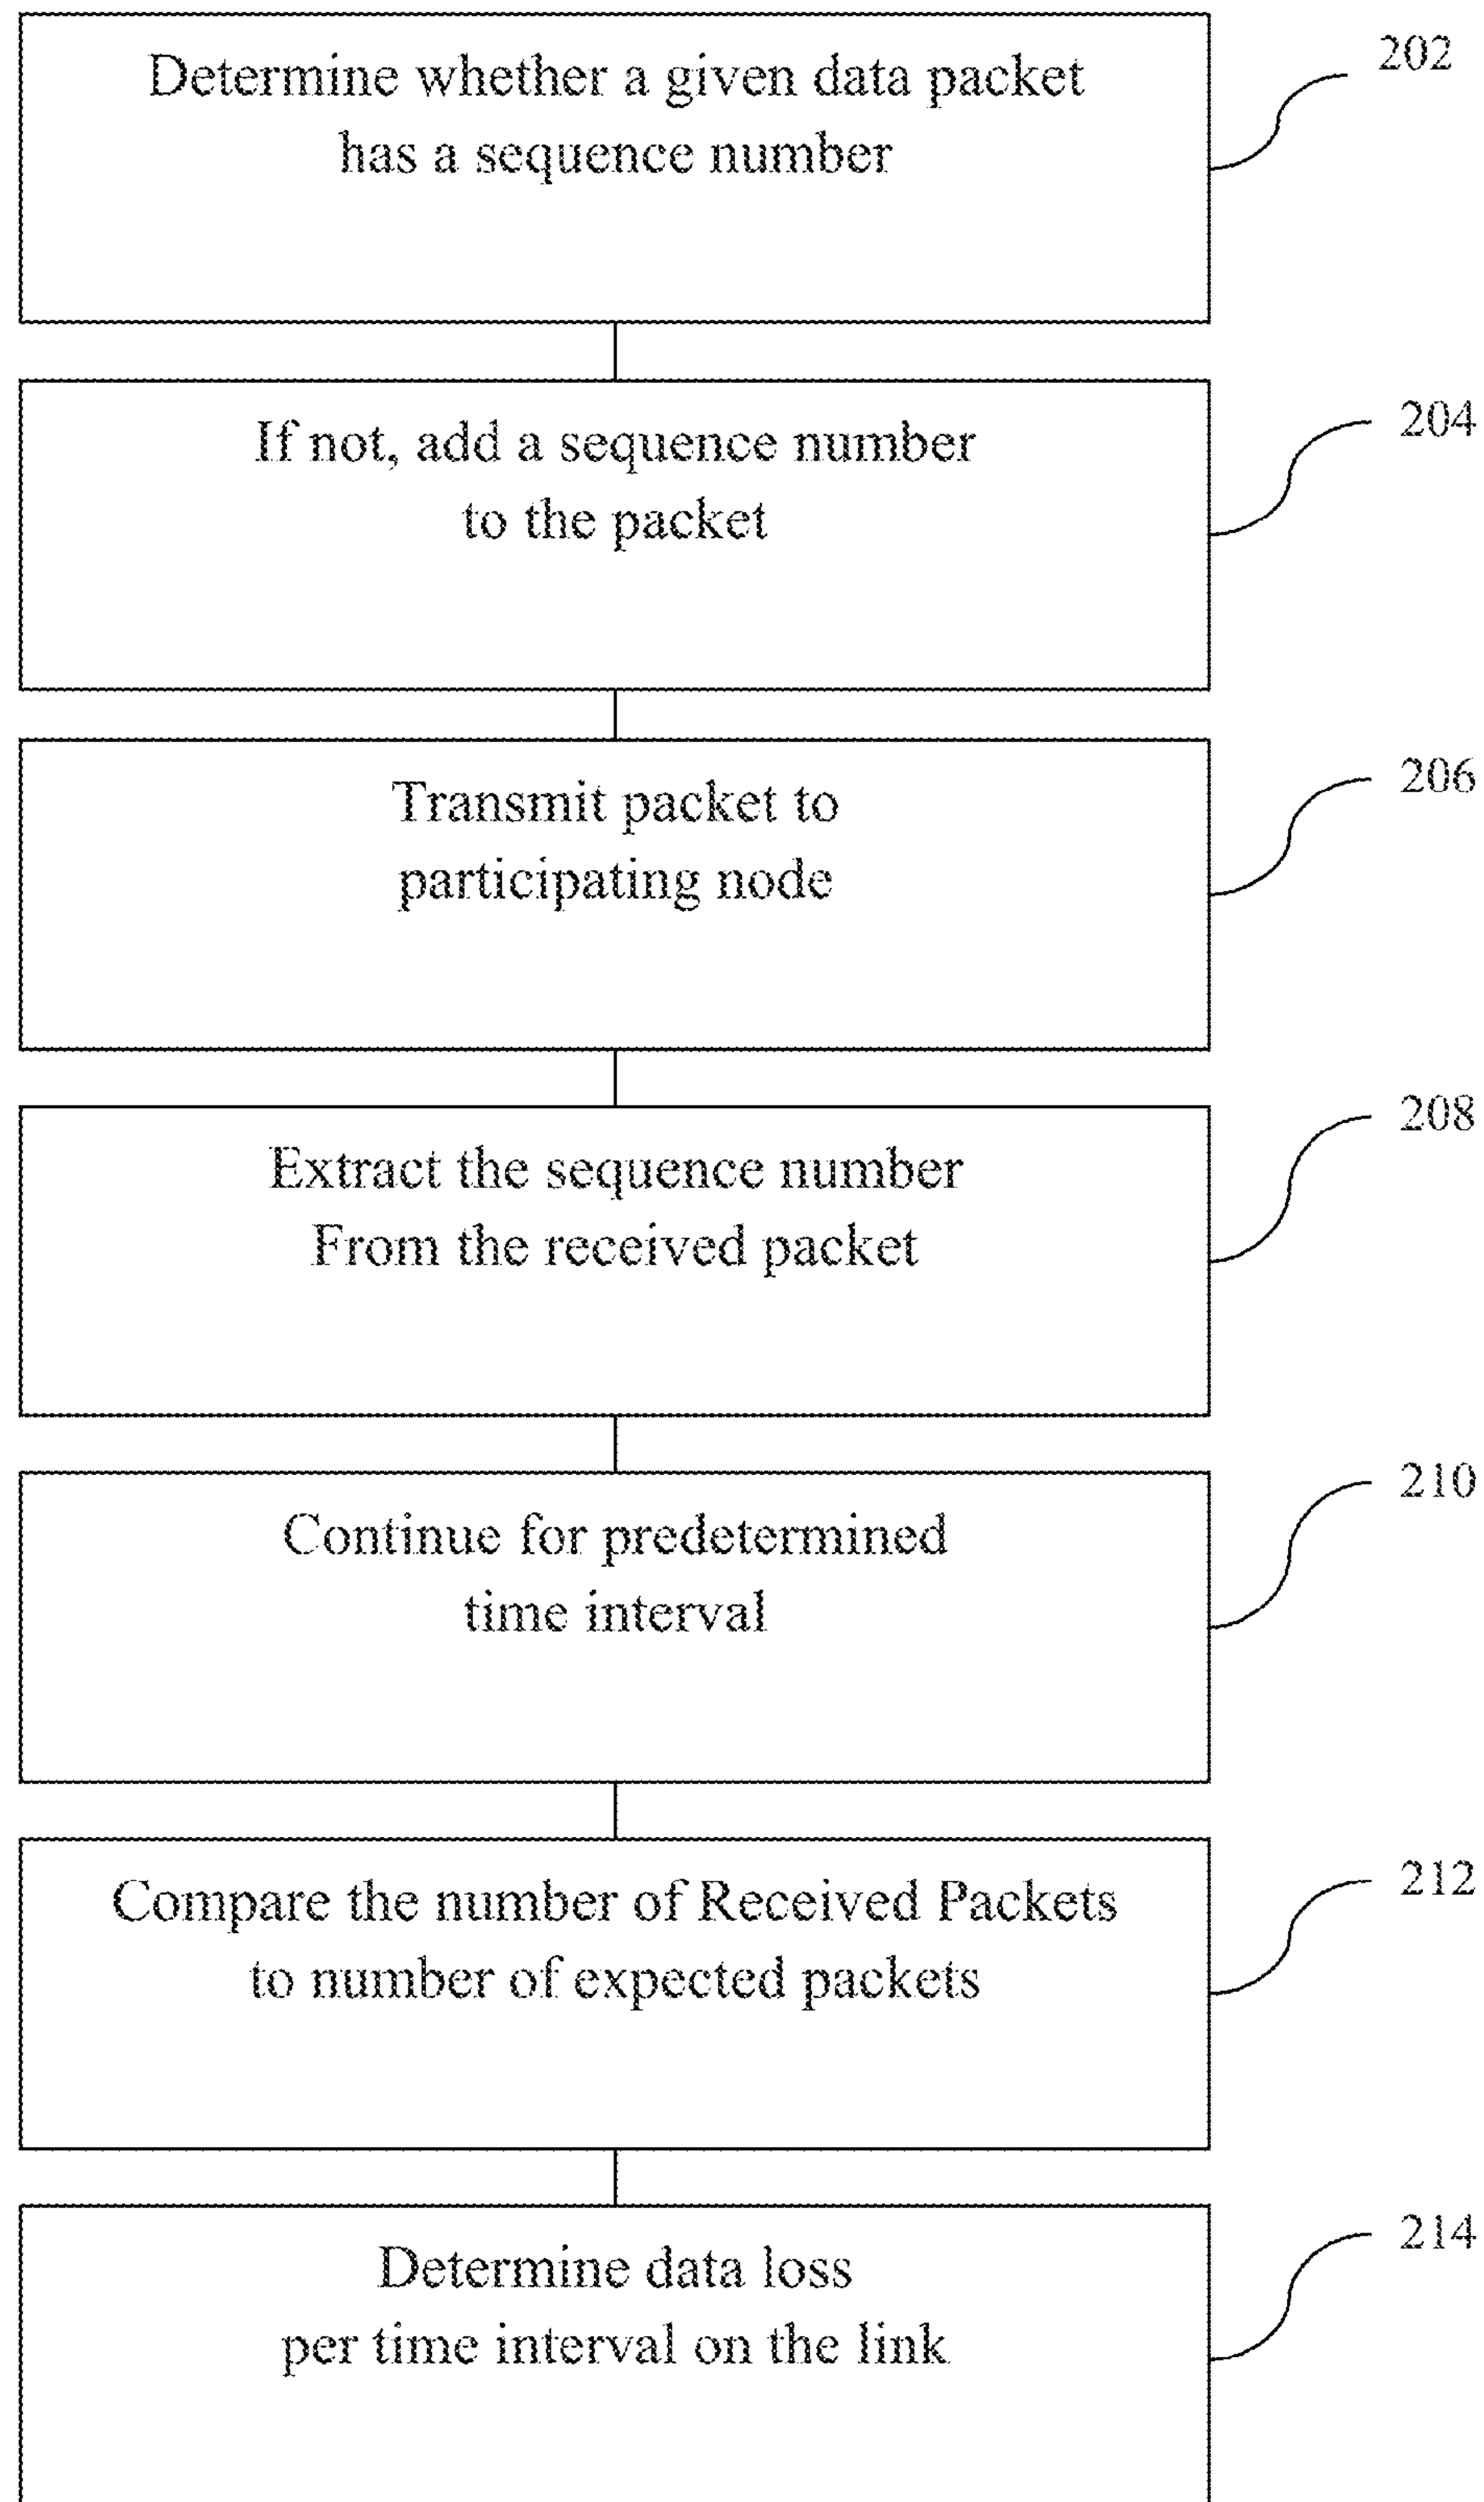 Determine whether a given data packet
has a sequence number
202
If not, add a sequence number
to the packet
204
Transmit packet to
participating node
206
Extract the sequence number
From the received packet
208
Continue for predetermined
time interval
210
Compare the number of Received Packets
to number of expected packets
212
Determine data loss
per time interval on the link
214